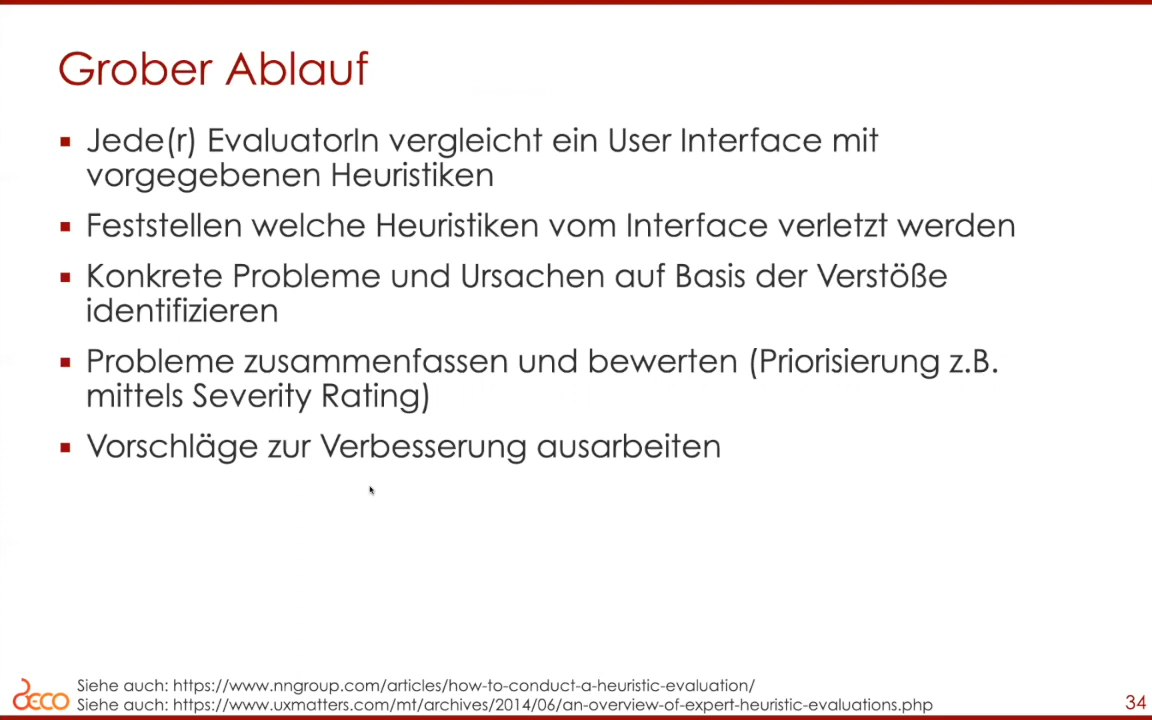 Grober Ablauf
Jede(r) EvaluatorIn vergleicht ein User Interface mit
vorgegebenen Heuristiken
Feststellen welche Heuristiken vom Interface verletzt werden
Konkrete Probleme und Ursachen auf Basis der Verstöße
identifizieren
Probleme zusammenfassen und bewerten (Priorisierung z.B.
mittels Severity Rating)
Vorschläge zur Verbesserung ausarbeiten
Siehe auch: https://www.nngroup.com/articles/how-to-conduct-a-heuristic-evaluation/
Siehe auch: https://www.uxmatters.com/mt/archives/2014/06/an-overview-of-expert-heuristic-evaluations.php
34